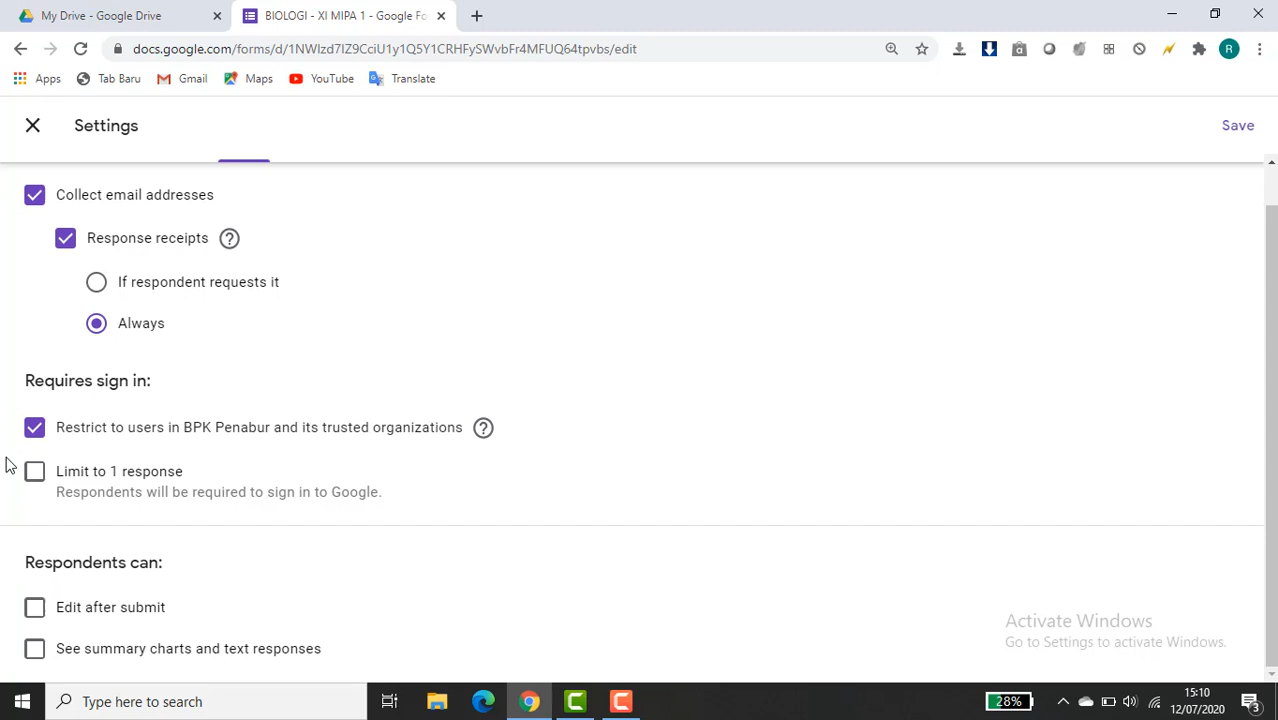 My Drive - Google Drive
BIOLOGI - XI MIPA 1 - Google Fo
docs.google.com/forms/d/1NWlzd7lZ9CciU1y1Q5Y1CRHFySWvbFr4MFUQ64tpvbs/edit
R
Apps
Tab Baru
Gmail
Maps
YouTube
Translate
Settings
Save
Collect email addresses
Response receipts
If respondent requests it
Always
Requires sign in:
Restrict to users in BPK Penabur and its trusted organizations
Limit to 1 response
Respondents will be required to sign in to Google.
Respondents can:
Edit after submit
See summary charts and text responses
Activate Windows
Go to Settings to activate Windows.
Type here to search
28%
15:10
12/07/2020
3